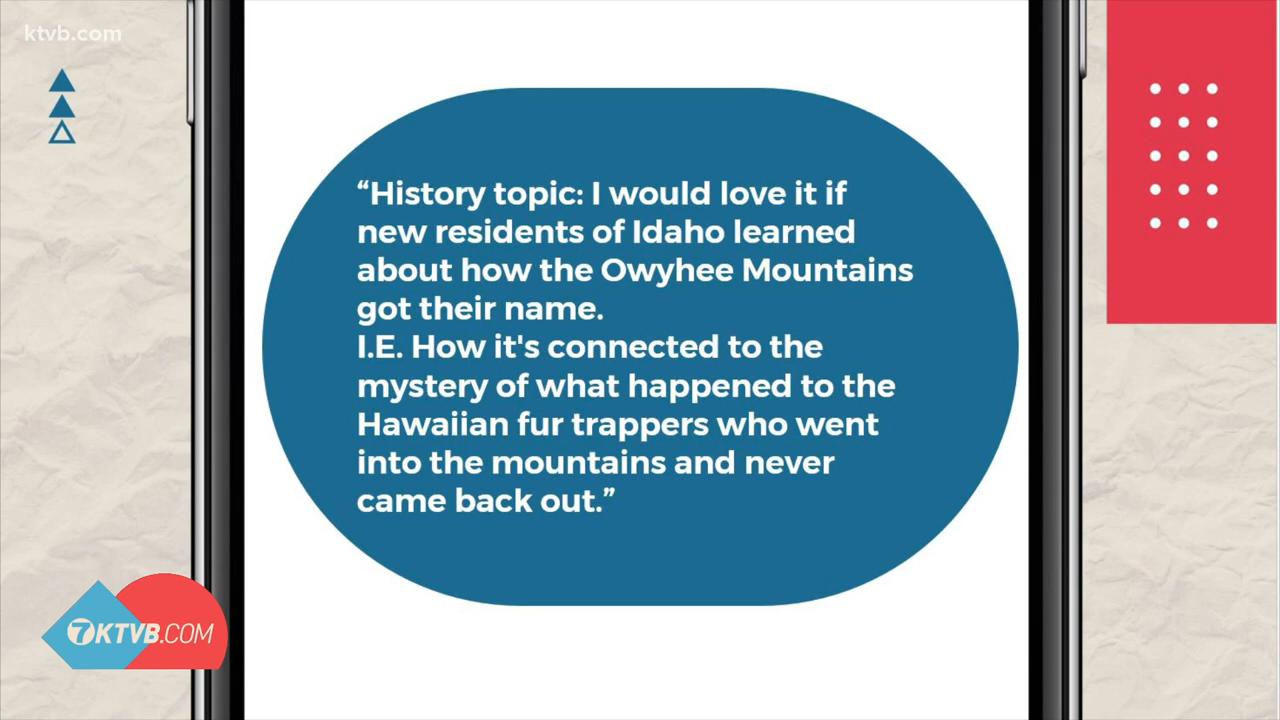 ktvb.com
“History topic: I would love it if
new residents of Idaho learned
about how the Owyhee Mountains
got their name.
I.E. How it's connected to the
mystery of what happened to the
Hawaiian fur trappers who went
into the mountains and never
came back out.”
7KTVB.COM